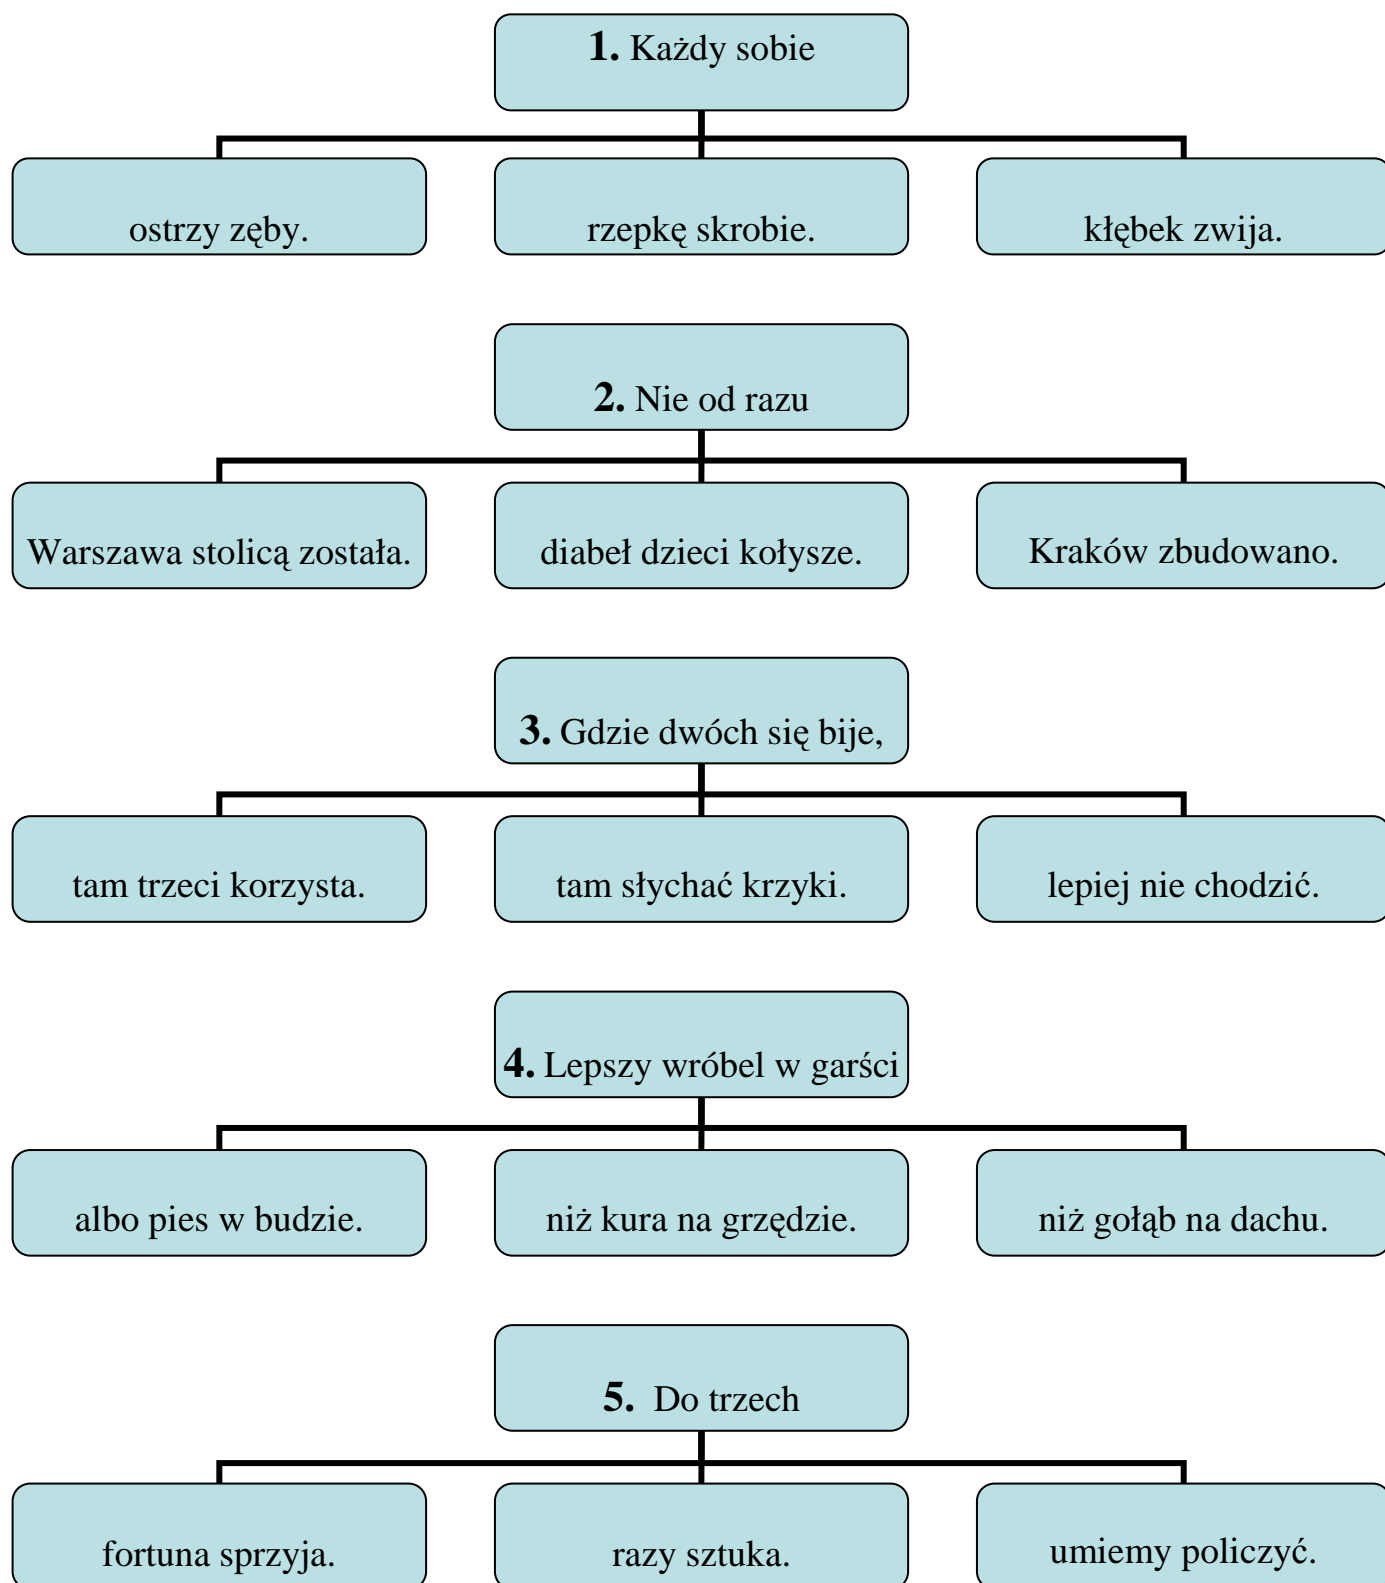 1. Każdy sobie
ostrzy zęby.
rzepkę skrobie.
kłębek zwija.
2. Nie od razu
Warszawa stolicą została.
diabeł dzieci kołysze.
Kraków zbudowano.
3. Gdzie dwóch się bije,
tam trzeci korzysta.
tam słychać krzyki.
lepiej nie chodzić.
4. Lepszy wróbel w garści
albo pies w budzie.
niż kura na grzędzie.
niż gołąb na dachu.
5. Do trzech
fortuna sprzyja.
razy sztuka.
umiemy policzyć.